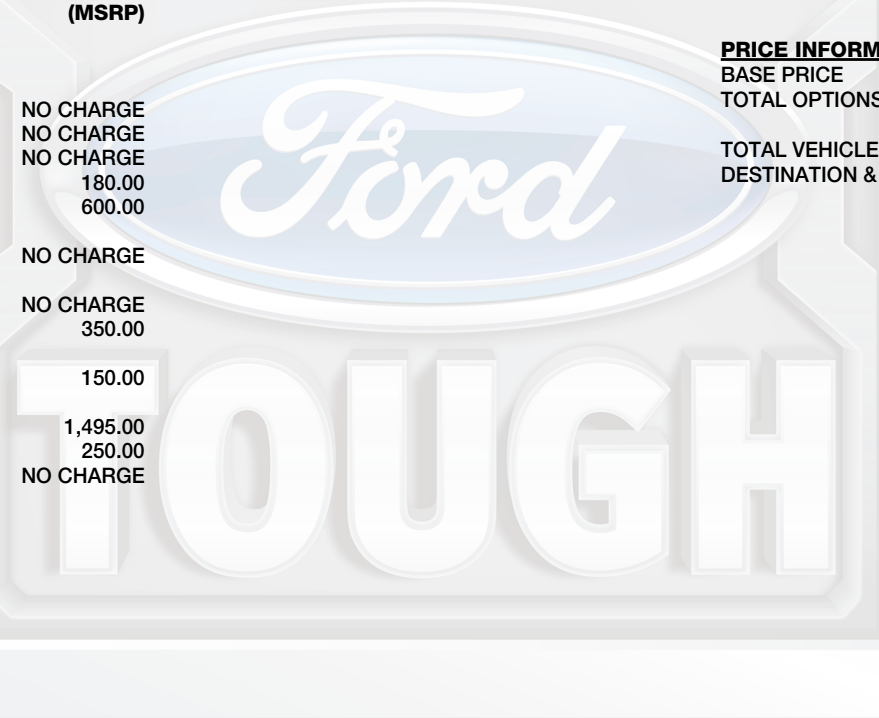 (MSRP)
NO CHARGE
NO CHARGE
NO CHARGE
180.00
600.00
NO CHARGE
NO CHARGE
350.00
150.00
1,495.00
250.00
NO CHARGE
PRICE INFORM
BASE PRICE
TOTAL OPTIONS
TOTAL VEHICLE
DESTINATION &
Ford
TOUGH